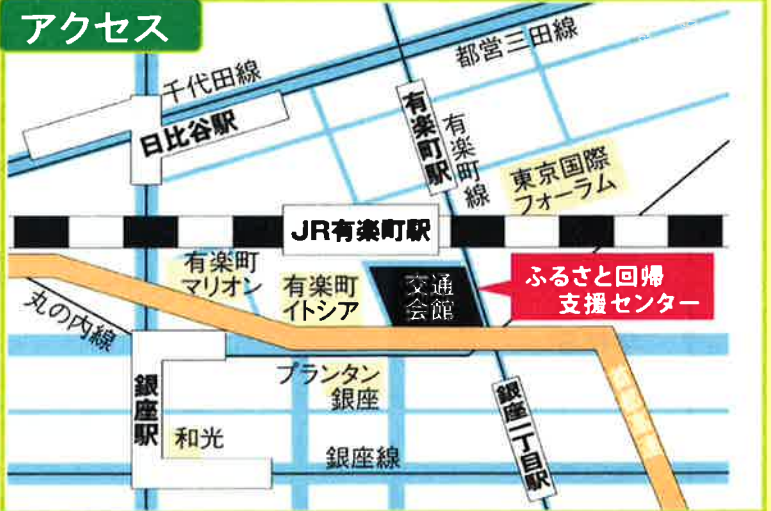 アクセス
千代田線
都営三田線
日比谷駅
有楽町駅
有楽町線
東京国際
フォーラム
JR有楽町駅
有楽町
マリオン
有楽町
イトシア
交通
会館
ふるさと回帰
支援センター
丸の内線
プランタン
銀座
銀座駅
和光
銀座線
銀座一丁目駅